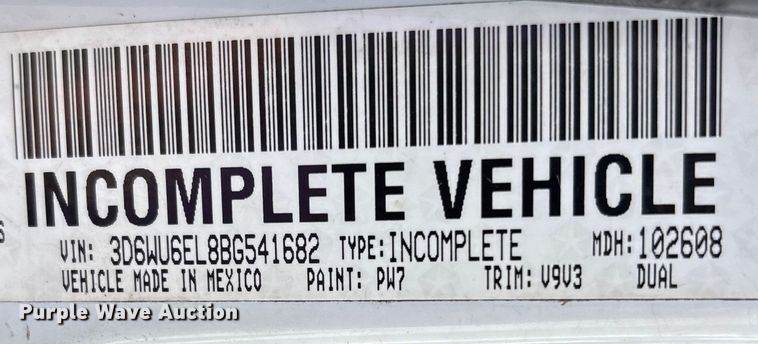 INCOMPLETE VEHICLE
VIN: 3D6WU6EL8BG541682 TYPE: INCOMPLETE MDH: 102608
VEHICLE MADE IN MEXICO PAINT: PW7 TRIM: V9V3 DUAL
Purple Wave Auction